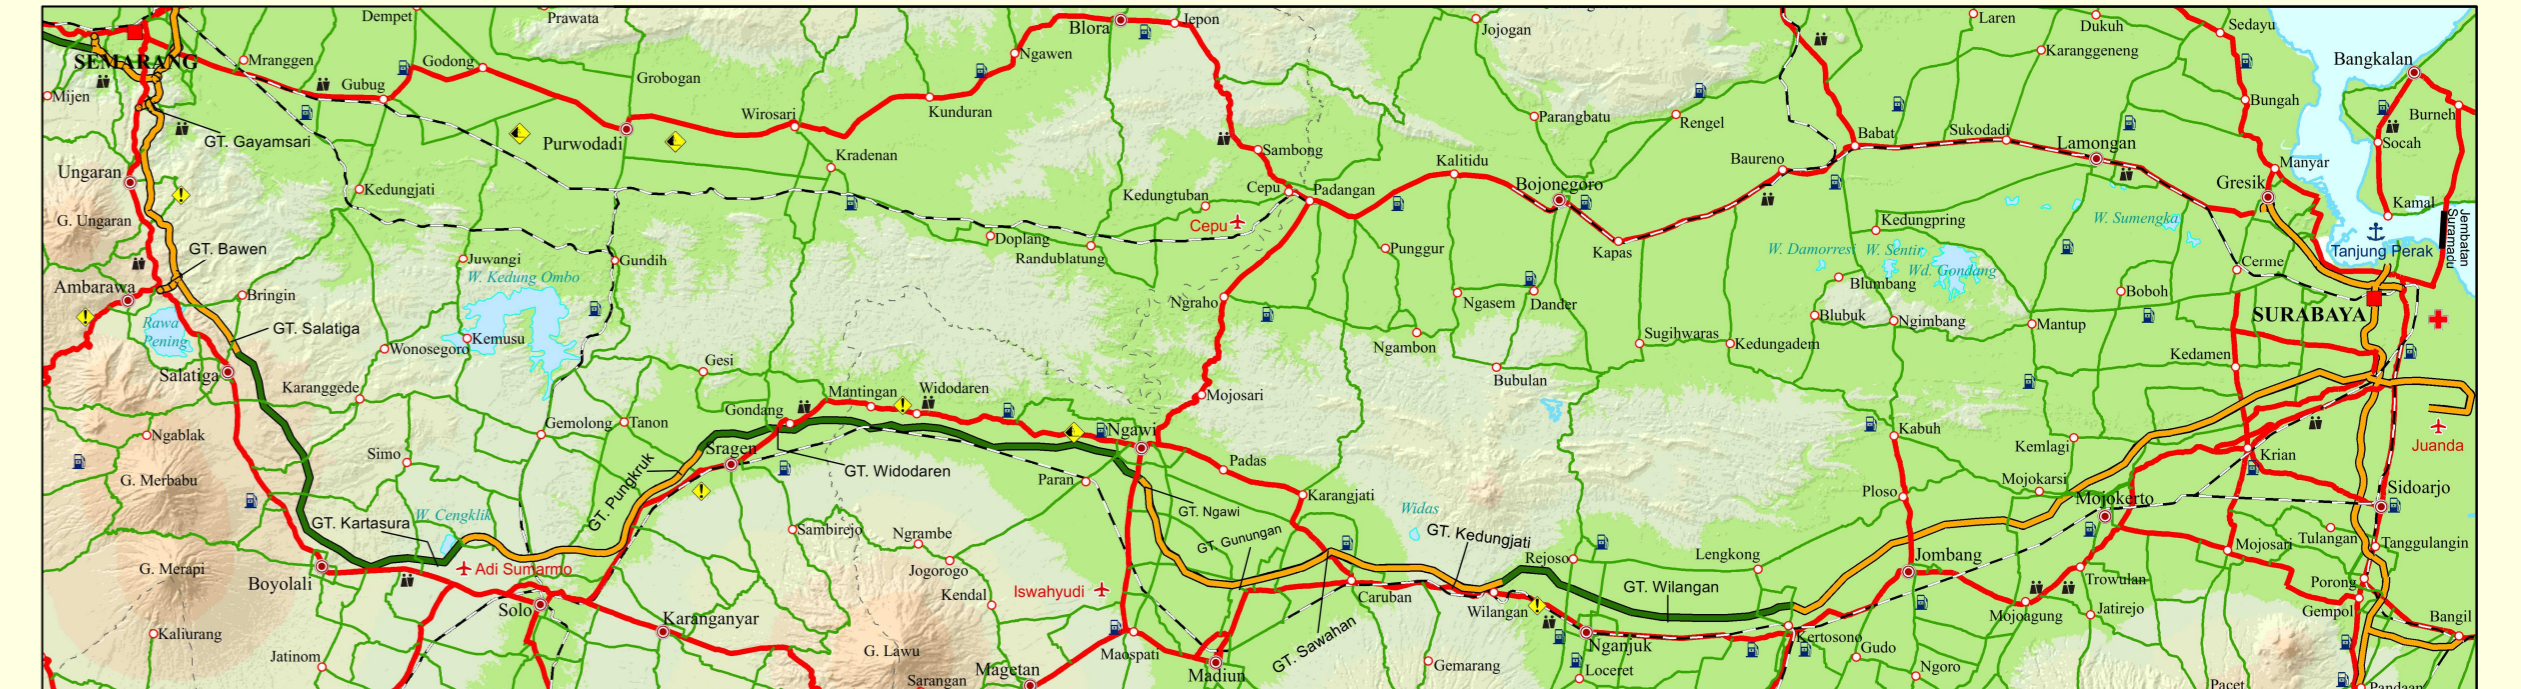 Dempet
Prawata
Blora
Jepon
Jojogan
Laren
Dukuh
Sedayu
SEMARANG
Mranggen
Godong
Ngawen
Karanggeneng
Bangkalan
Mijen
Gubug
Grobogan
Wirosari
Kunduran
Parangbatu
Rengel
Bungah
Burneh
GT. Gayamsari
Purwodadi
Kradenan
Sambong
Kalitidu
Baureno
Babat
Sukodadi
Lamongan
Manyar
Socah
Ungaran
Kedungjati
Kedungtuban
Cepu
Padangan
Bojonegoro
Gresik
Kamal
G. Ungaran
Cepu
Kedungpring
W. Sumengka
Jembatan
Suramadu
GT. Bawen
Juwangi
Gundih
Doplang
Randublatung
Punggur
Kapas
W. Damorresi
W. Sentir
Wd. Gondang
Cerme
Tanjung Perak
Ambarawa
Bringin
W. Kedung Ombo
Ngraho
Ngasem
Dander
Blumbang
Boboh
Rawa
Pening
GT. Salatiga
Wonosegoro
Kemusu
Ngambon
Sugihwaras
Kedungadem
Blubuk
Ngimbang
Mantup
SURABAYA
Salatiga
Karanggede
Gesi
Mantingan
Widodaren
Mojosari
Bubulan
Kedamen
Gondang
Ngablak
Gemolong
Tanon
Sragen
Ngawi
Kabuh
Kemlagi
Juanda
Simo
G. Merbabu
GT. Pungkruk
GT. Widodaren
Paran
Padas
Karangjati
Ploso
Mojokarsi
Mojokerto
Krian
Sidoarjo
GT. Kartasura
W. Cengklik
Sambirejo
Ngrambe
GT. Ngawi
Widas
GT. Gunungan
GT. Kedungjati
Tulangan
Tanggulangin
G. Merapi
Boyolali
Adi Sumarmo
Jogorogo
Kendal
Iswahyudi
Rejoso
Lengkong
Jombang
Mojosari
Trowulan
Porong
Solo
Caruban
Wilangan
GT. Wilangan
Mojoagung
Jatirejo
Gempol
Bangil
Kaliurang
Karanganyar
G. Lawu
Maospati
GT. Sawahan
Nganjuk
Kertosono
Gudo
Jatinom
Sarangan
Magetan
Madiun
Gemarang
Loceret
Ngoro
Pacet
Pandaan